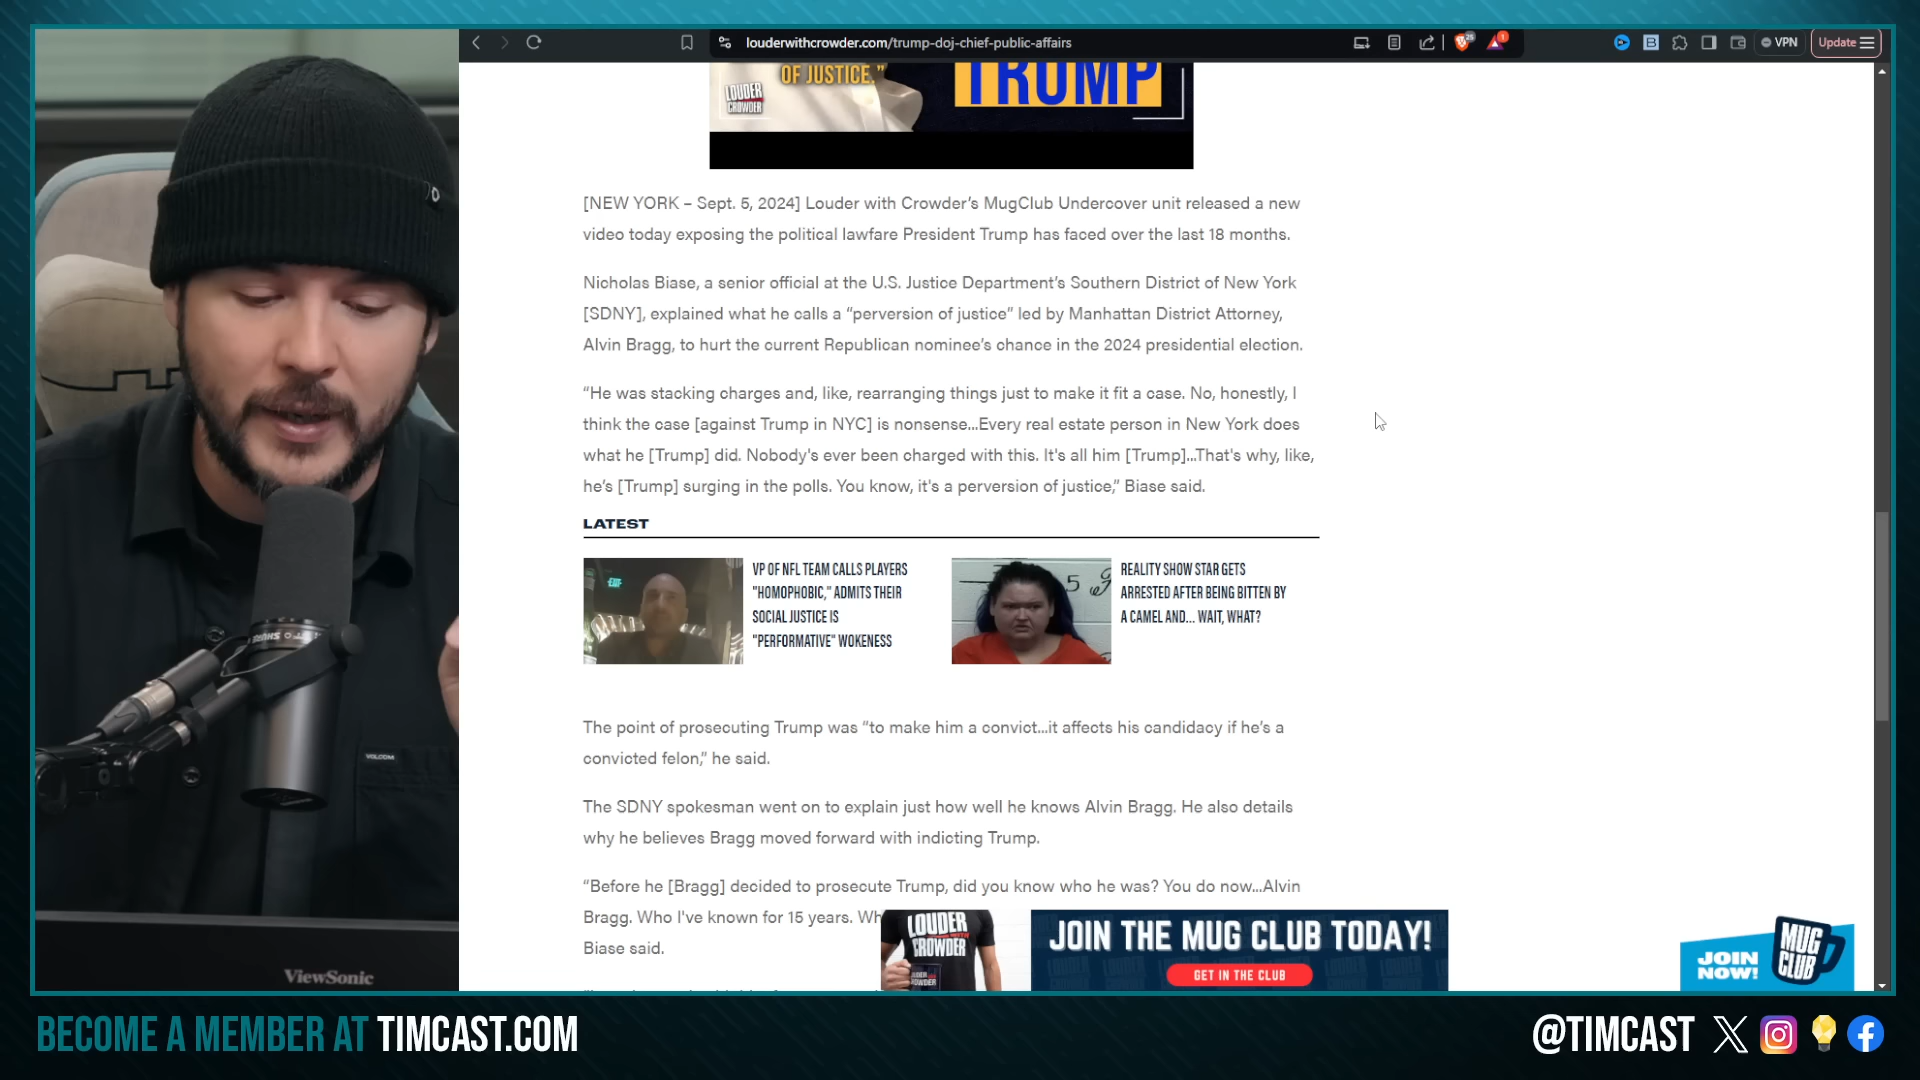 louderwithcrowder.com/trump-doj-chief-public-affairs
VPN
Update
OF JUSTICE."
TRUMP
LOUDER
CROWDER
[NEW YORK – Sept. 5, 2024] Louder with Crowder's MugClub Undercover unit released a new
video today exposing the political lawfare President Trump has faced over the last 18 months.
Nicholas Biase, a senior official at the U.S. Justice Department's Southern District of New York
[SDNY], explained what he calls a "perversion of justice" led by Manhattan District Attorney,
Alvin Bragg, to hurt the current Republican nominee's chance in the 2024 presidential election.
"He was stacking charges and, like, rearranging things just to make it fit a case. No, honestly, I
think the case [against Trump in NYC] is nonsense...Every real estate person in New York does
what he [Trump] did. Nobody's ever been charged with this. It's all him [Trump]...That's why, like,
he's [Trump] surging in the polls. You know, it's a perversion of justice," Biase said.
LATEST
VP OF NFL TEAM CALLS PLAYERS
"HOMOPHOBIC," ADMITS THEIR
SOCIAL JUSTICE IS
"PERFORMATIVE" WOKENESS
REALITY SHOW STAR GETS
ARRESTED AFTER BEING BITTEN BY
A CAMEL AND... WAIT, WHAT?
The point of prosecuting Trump was "to make him a convict...it affects his candidacy if he's a
convicted felon," he said.
The SDNY spokesman went on to explain just how well he knows Alvin Bragg. He also details
why he believes Bragg moved forward with indicting Trump.
"Before he [Bragg] decided to prosecute Trump, did you know who he was? You do now...Alvin
Bragg. Who I've known for 15 years. Wh
Biase said.
LOUDER
CROWDER
JOIN THE MUG CLUB TODAY!
GET IN THE CLUB
JOIN
NOW!
MUG
CLUB
VOLCOM
ViewSonic
BECOME A MEMBER AT TIMCAST.COM
@TIMCAST